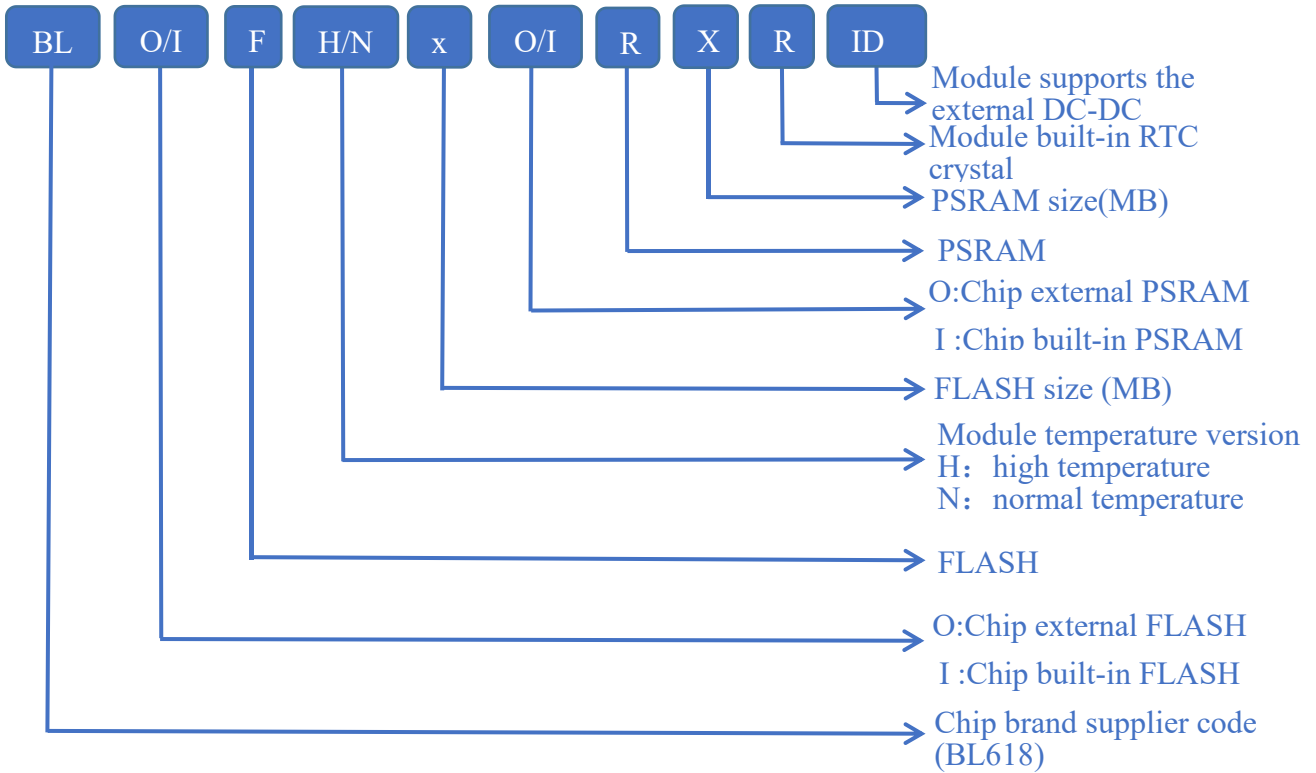 BL O/I F H/N x O/I R X R ID
Module supports the
external DC-DC
Module built-in RTC
crystal
PSRAM size(MB)
PSRAM
O:Chip external PSRAM
I :Chip built-in PSRAM
FLASH size (MB)
Module temperature version
H： high temperature
N： normal temperature
FLASH
O:Chip external FLASH
I :Chip built-in FLASH
Chip brand supplier code
(BL618)